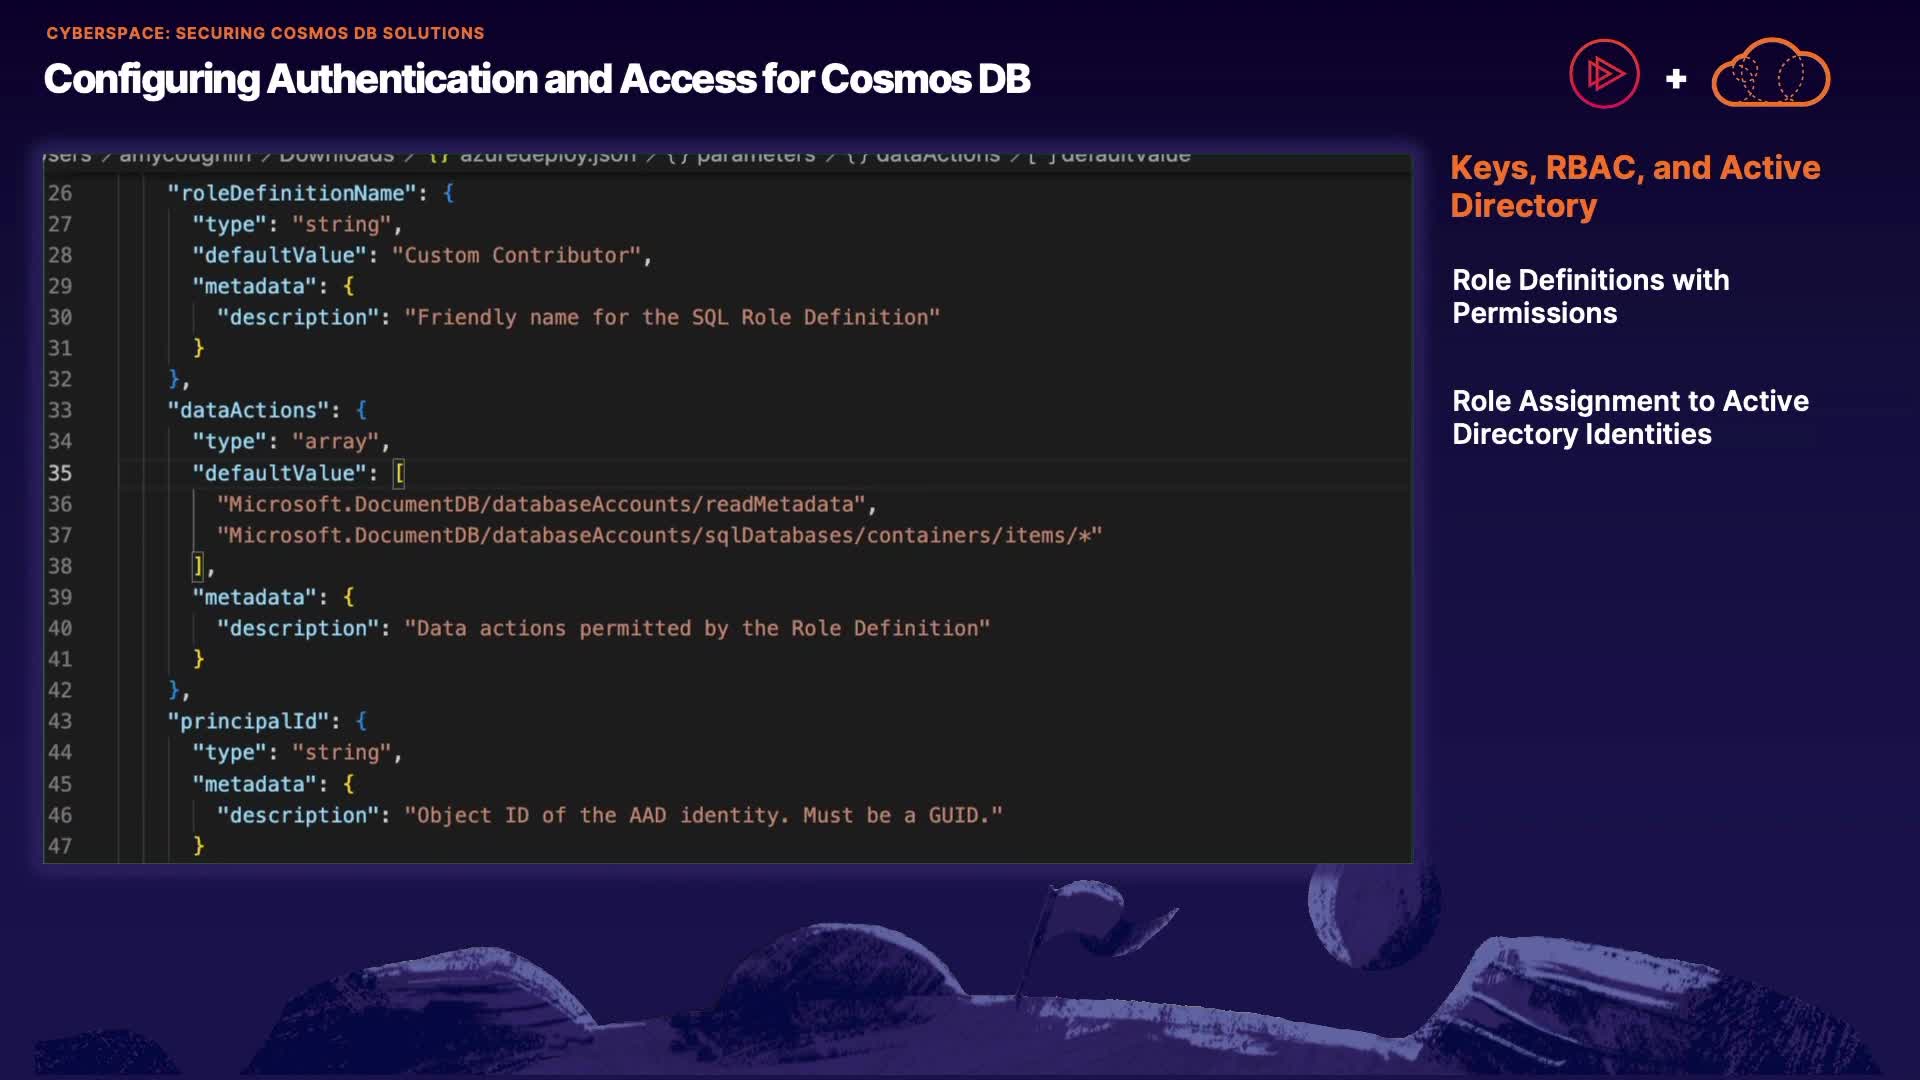 CYBERSPACE: SECURING COSMOS DB SOLUTIONS
Configuring Authentication and Access for Cosmos DB
+
amycoughlin > Downloads > {} azuredeploy.json > {} parameters > {} dataActions > [ ] defaultValue
26 "roleDefinitionName": {
27 "type": "string",
28 "defaultValue": "Custom Contributor",
29 "metadata": {
30 "description": "Friendly name for the SQL Role Definition"
31 }
32 },
33 "dataActions": {
34 "type": "array",
35 "defaultValue": [
36 "Microsoft.DocumentDB/databaseAccounts/readMetadata",
37 "Microsoft.DocumentDB/databaseAccounts/sqlDatabases/containers/items/*"
38 ],
39 "metadata": {
40 "description": "Data actions permitted by the Role Definition"
41 }
42 },
43 "principalId": {
44 "type": "string",
45 "metadata": {
46 "description": "Object ID of the AAD identity. Must be a GUID."
47 }
Keys, RBAC, and Active
Directory
Role Definitions with
Permissions
Role Assignment to Active
Directory Identities